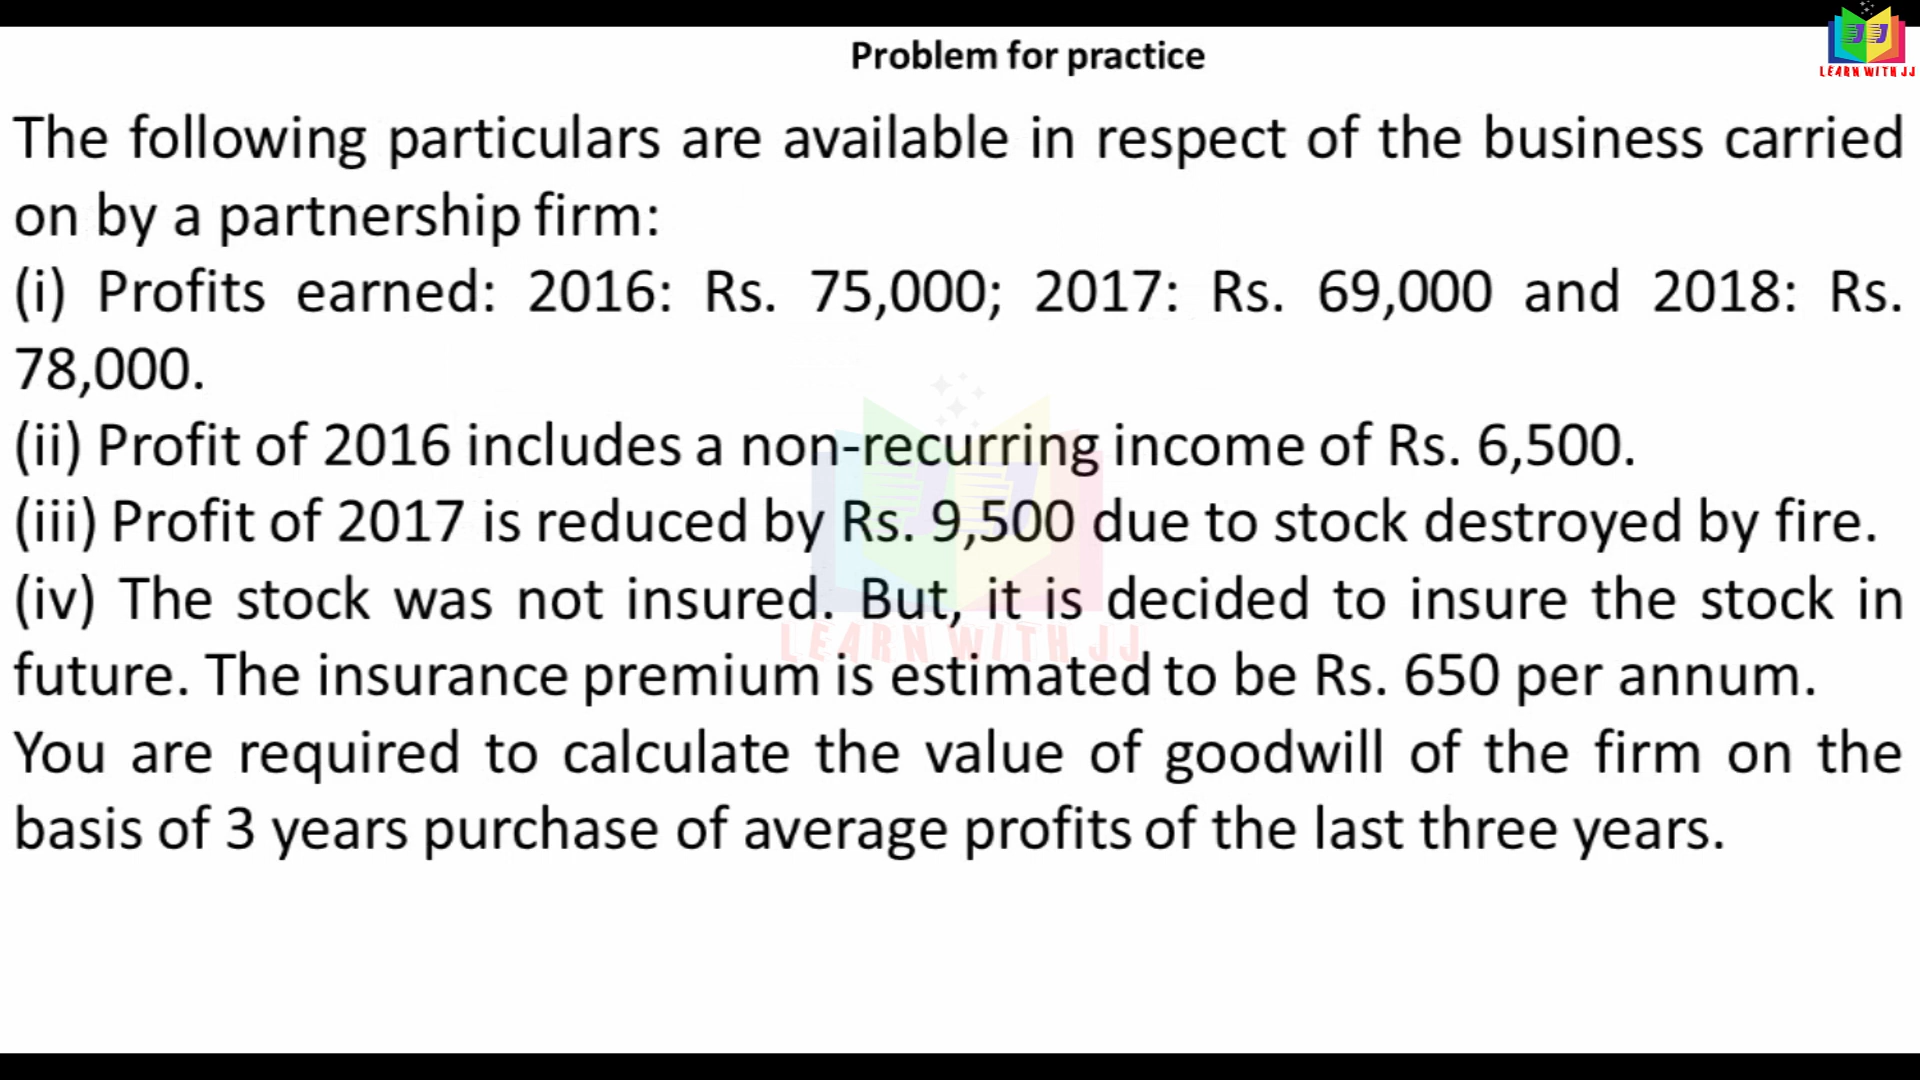 Problem for practice
LEARN WITH JJ
The following particulars are available in respect of the business carried
on by a partnership firm:
(i) Profits earned: 2016: Rs. 75,000; 2017: Rs. 69,000 and 2018: Rs.
78,000.
(ii) Profit of 2016 includes a non-recurring income of Rs. 6,500.
(iii) Profit of 2017 is reduced by Rs. 9,500 due to stock destroyed by fire.
(iv) The stock was not insured. But, it is decided to insure the stock in
LEARN WITH JJ
future. The insurance premium is estimated to be Rs. 650 per annum.
You are required to calculate the value of goodwill of the firm on the
basis of 3 years purchase of average profits of the last three years.